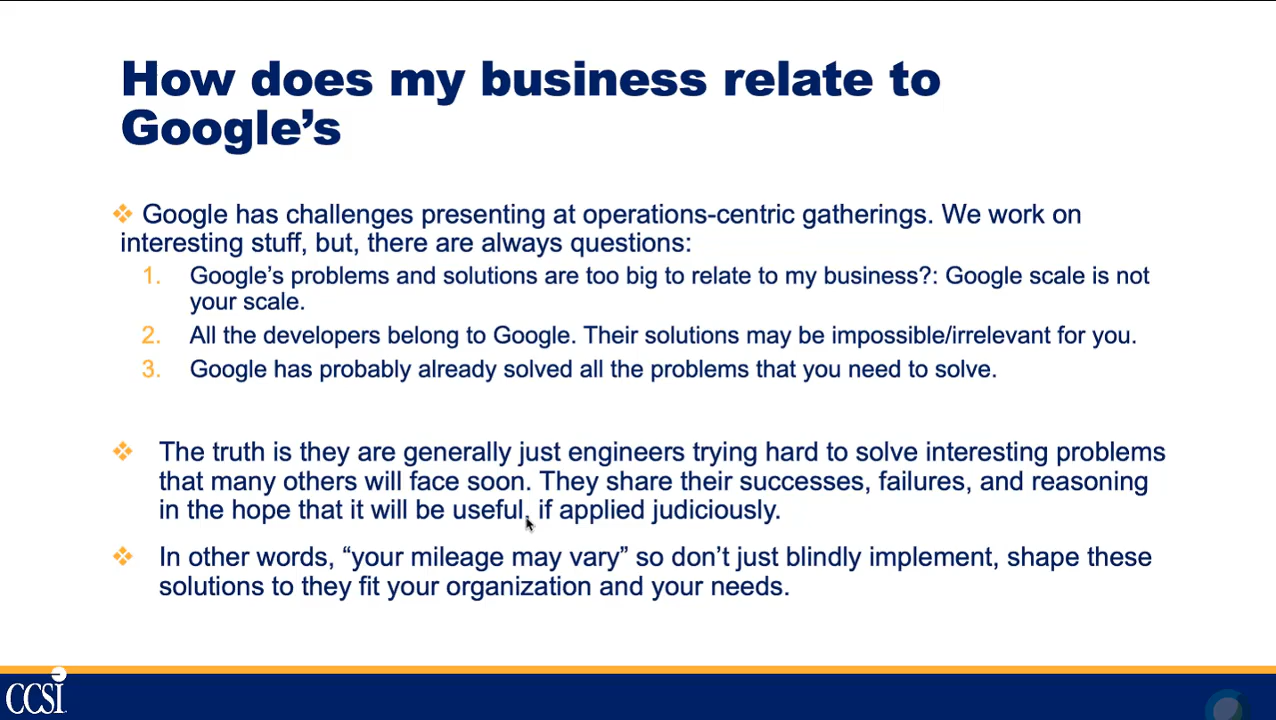 How does my business relate to
Google’s
❖ Google has challenges presenting at operations-centric gatherings. We work on
interesting stuff, but, there are always questions:
1. Google’s problems and solutions are too big to relate to my business?: Google scale is not
your scale.
2. All the developers belong to Google. Their solutions may be impossible/irrelevant for you.
3. Google has probably already solved all the problems that you need to solve.
❖ The truth is they are generally just engineers trying hard to solve interesting problems
that many others will face soon. They share their successes, failures, and reasoning
in the hope that it will be useful, if applied judiciously.
❖ In other words, “your mileage may vary” so don’t just blindly implement, shape these
solutions to they fit your organization and your needs.
CCSI